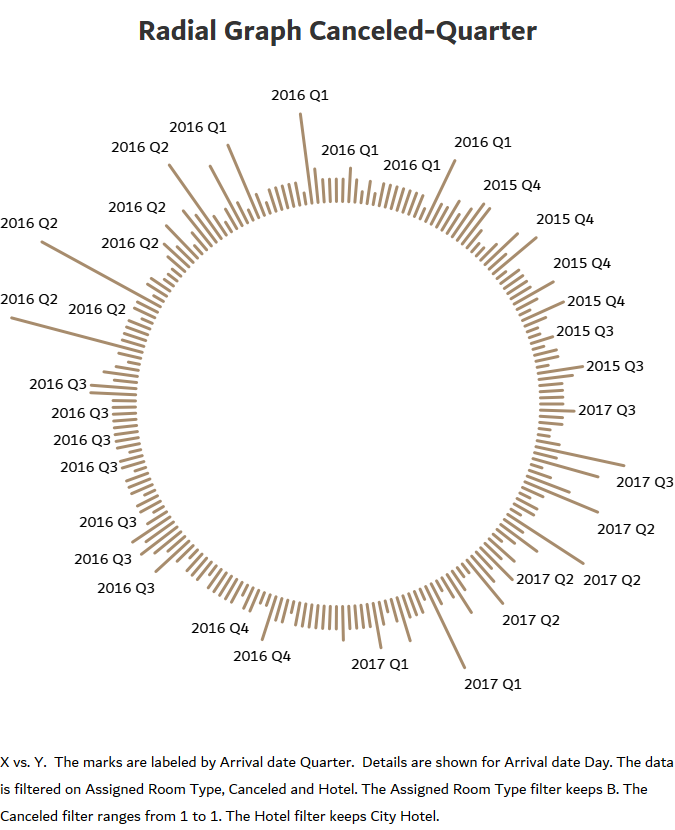 Radial Graph Canceled-Quarter
2016 Q1
2016 Q1
2016 Q1
2016 Q2
2016 Q1
2016 Q1
2015 Q4
2016 Q2
2015 Q4
2016 Q2
2016 Q2
2015 Q4
2016 Q2
2015 Q4
2016 Q2
2015 Q3
2015 Q3
2016 Q3
2017 Q3
2016 Q3
2016 Q3
2016 Q3
2017 Q3
2016 Q3
2017 Q2
2016 Q3
2017 Q2
2017 Q2
2016 Q3
2017 Q2
2016 Q4
2016 Q4
2017 Q1
2017 Q1
X vs. Y.  The marks are labeled by Arrival date Quarter.  Details are shown for Arrival date Day. The data
is filtered on Assigned Room Type, Canceled and Hotel. The Assigned Room Type filter keeps B. The
Canceled filter ranges from 1 to 1. The Hotel filter keeps City Hotel.